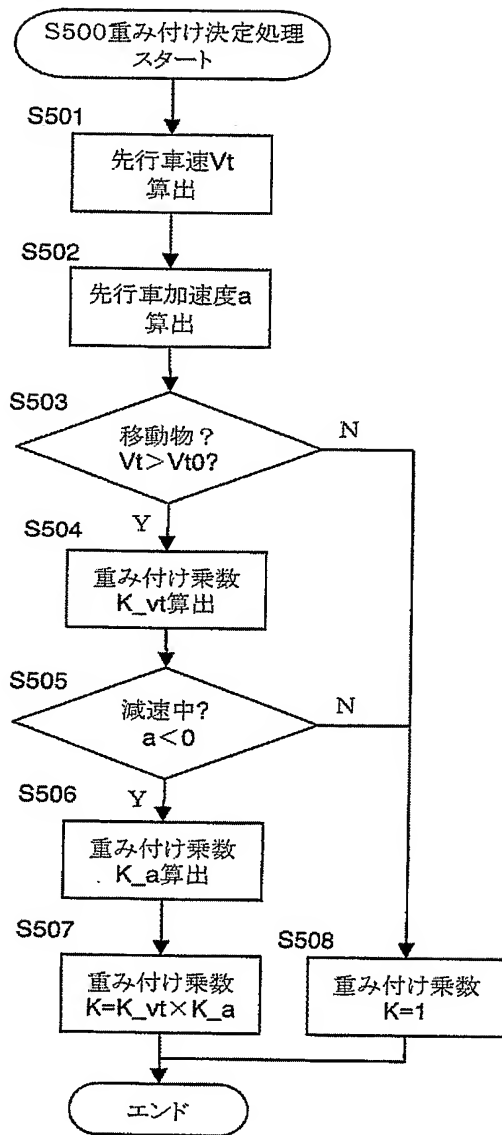 S500重み付け決定処理
スタート
S501
先行車速Vt
算出
S502
先行車加速度a
算出
S503
移動物?
Vt>Vt0?
N
Y
S504
重み付け乗数
K_vt算出
S505
減速中?
a<0
N
Y
S506
重み付け乗数
K_a算出
S507
重み付け乗数
K=K_vt×K_a
S508
重み付け乗数
K=1
エンド